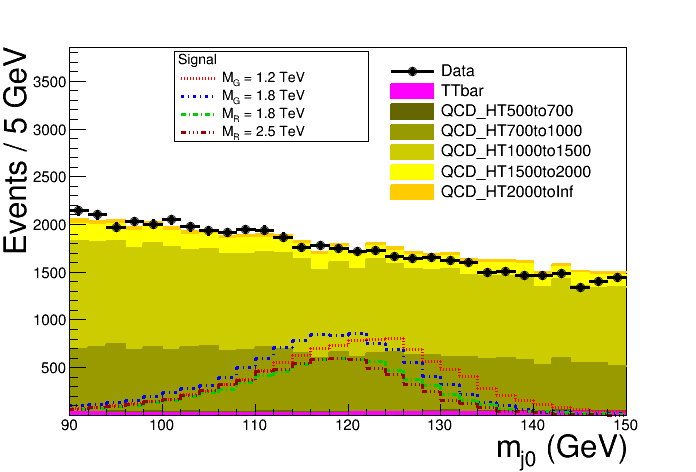 Events / 5 GeV
3500
3000
2500
2000
1500
1000
500
Signal
M_G = 1.2 TeV
M_G = 1.8 TeV
M_R = 1.8 TeV
M_R = 2.5 TeV
Data
TTbar
QCD_HT500to700
QCD_HT700to1000
QCD_HT1000to1500
QCD_HT1500to2000
QCD_HT2000toInf
90 100 110 120 130 140 150
m_j0 (GeV)